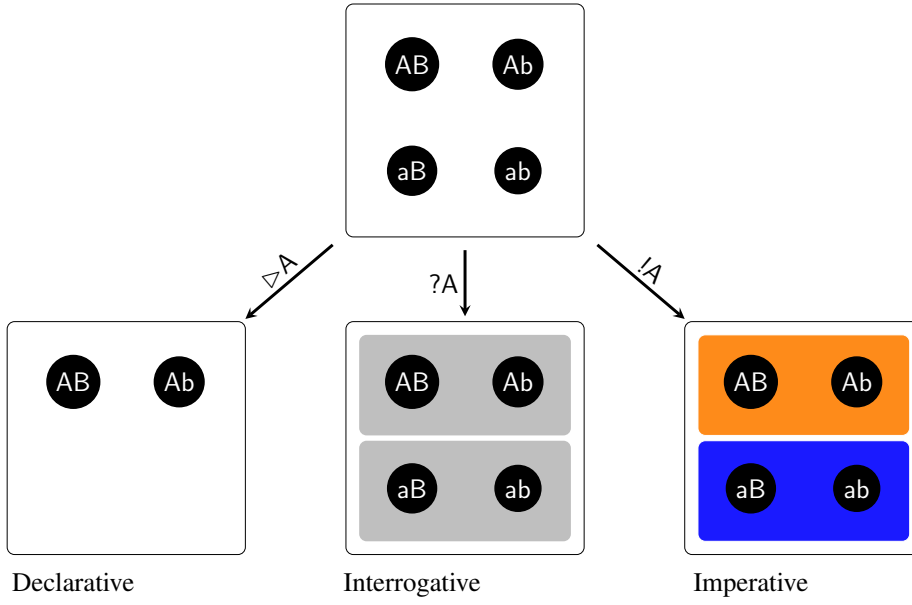 AB Ab
aB ab
▷A ?A !A
AB Ab AB Ab AB Ab
aB ab aB ab
Declarative Interrogative Imperative